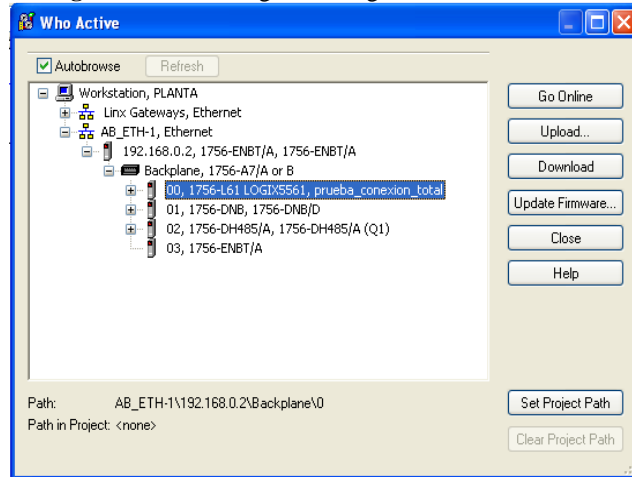 Who Active
Autobrowse
Refresh
Workstation, PLANTA
Linx Gateways, Ethernet
AB_ETH-1, Ethernet
192.168.0.2, 1756-ENBT/A, 1756-ENBT/A
Backplane, 1756-A7/A or B
00, 1756-L61 LOGIX5561, prueba_conexion_total
01, 1756-DNB, 1756-DNB/D
02, 1756-DH485/A, 1756-DH485/A (Q1)
03, 1756-ENBT/A
Go Online
Upload...
Download
Update Firmware...
Close
Help
Path: AB_ETH-1\192.168.0.2\Backplane\0
Path in Project: <none>
Set Project Path
Clear Project Path